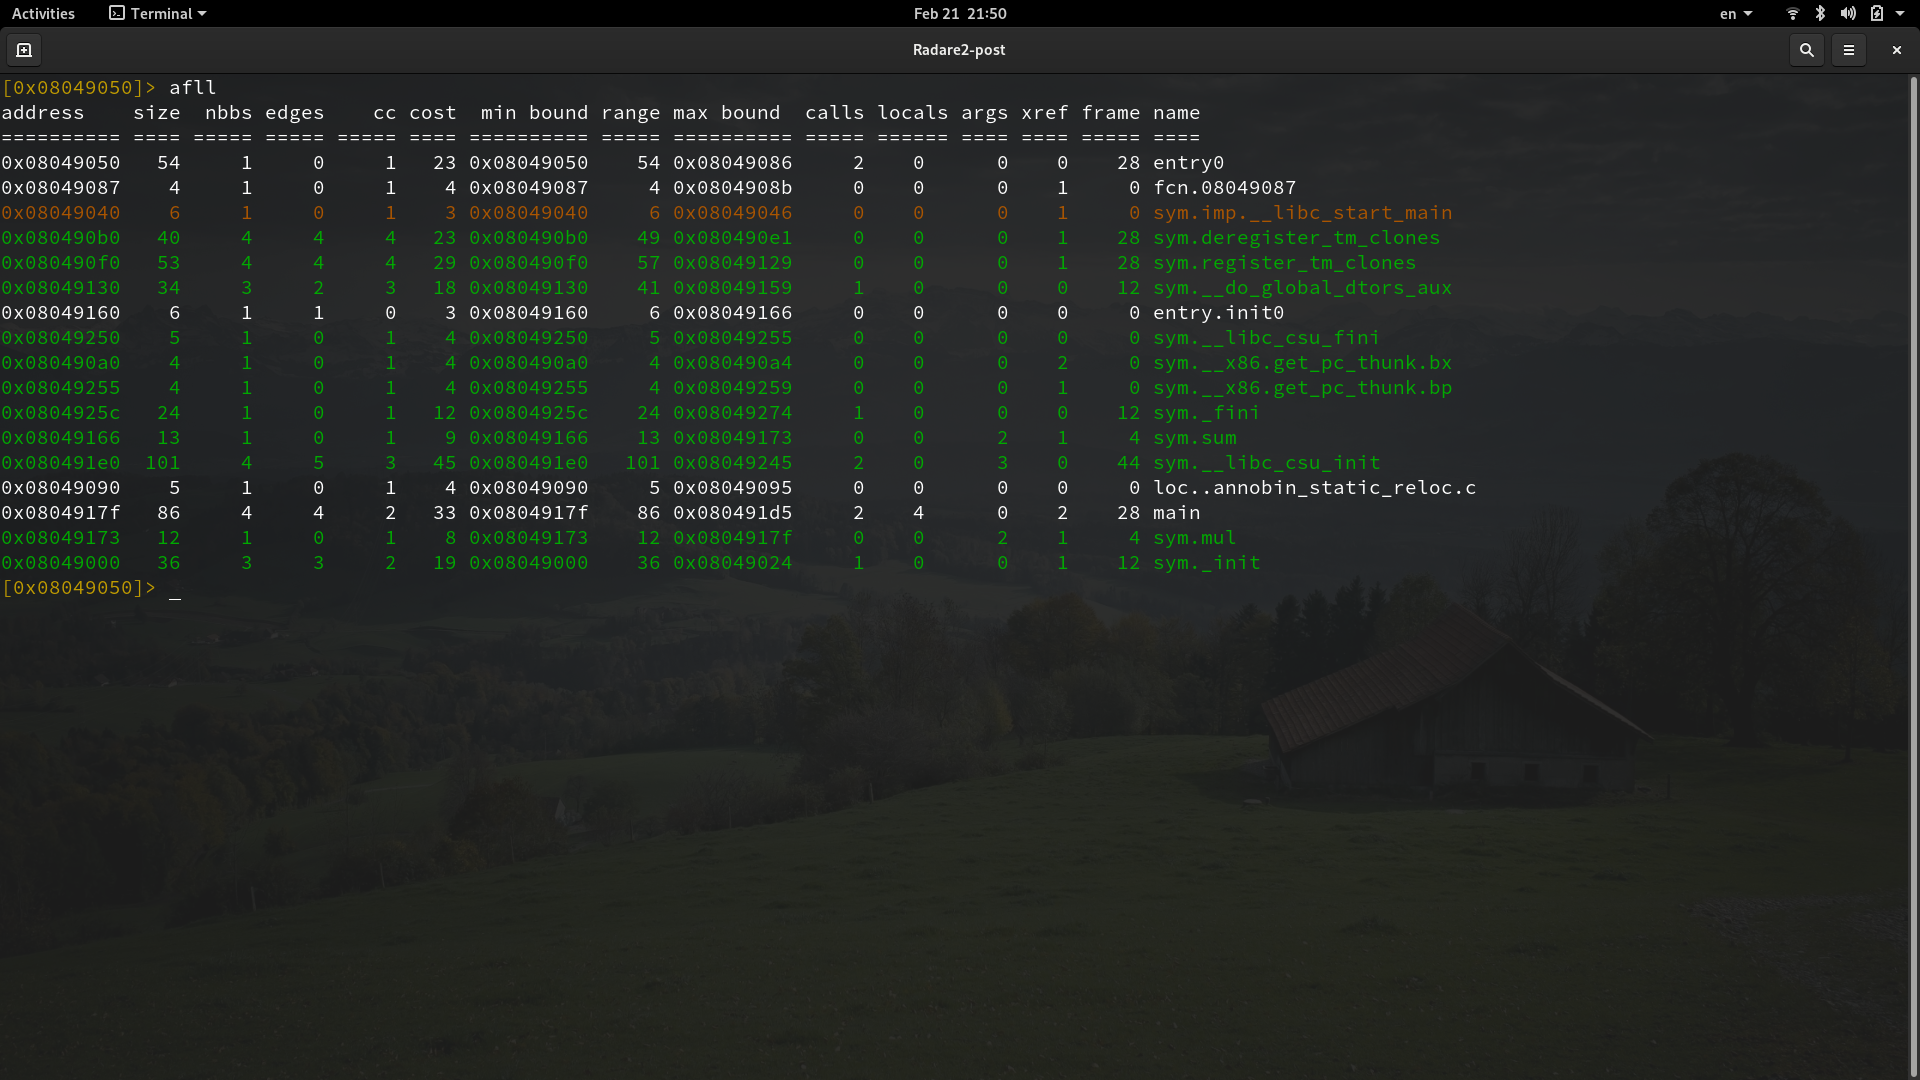 Activities Terminal Feb 21 21:50 en
Radare2-post
[0x08049050]> afll
address    size  nbbs edges    cc cost  min bound range max bound  calls locals args xref frame name
========== ==== ===== ===== ===== ==== ========== ===== ========== ===== ====== ==== ==== ===== ====
0x08049050   54     1     0     1   23 0x08049050    54 0x08049086     2    0      0    0    28 entry0
0x08049087    4     1     0     1    4 0x08049087     4 0x0804908b     0    0      0    1     0 fcn.08049087
0x08049040    6     1     0     1    3 0x08049040     6 0x08049046     0    0      0    1     0 sym.imp.__libc_start_main
0x080490b0   40     4     4     4   23 0x080490b0    49 0x080490e1     0    0      0    1    28 sym.deregister_tm_clones
0x080490f0   53     4     4     4   29 0x080490f0    57 0x08049129     0    0      0    1    28 sym.register_tm_clones
0x08049130   34     3     2     3   18 0x08049130    41 0x08049159     1    0      0    0    12 sym.__do_global_dtors_aux
0x08049160    6     1     1     0    3 0x08049160     6 0x08049166     0    0      0    0     0 entry.init0
0x08049250    5     1     0     1    4 0x08049250     5 0x08049255     0    0      0    0     0 sym.__libc_csu_fini
0x080490a0    4     1     0     1    4 0x080490a0     4 0x080490a4     0    0      0    2     0 sym.__x86.get_pc_thunk.bx
0x08049255    4     1     0     1    4 0x08049255     4 0x08049259     0    0      0    1     0 sym.__x86.get_pc_thunk.bp
0x0804925c   24     1     0     1   12 0x0804925c    24 0x08049274     1    0      0    0    12 sym._fini
0x08049166   13     1     0     1    9 0x08049166    13 0x08049173     0    0      2    1     4 sym.sum
0x080491e0  101     4     5     3   45 0x080491e0   101 0x08049245     2    0      3    0    44 sym.__libc_csu_init
0x08049090    5     1     0     1    4 0x08049090     5 0x08049095     0    0      0    0     0 loc..annobin_static_reloc.c
0x0804917f   86     4     4     2   33 0x0804917f    86 0x080491d5     2    4      0    2    28 main
0x08049173   12     1     0     1    8 0x08049173    12 0x0804917f     0    0      2    1     4 sym.mul
0x08049000   36     3     3     2   19 0x08049000    36 0x08049024     1    0      0    1    12 sym._init
[0x08049050]> _